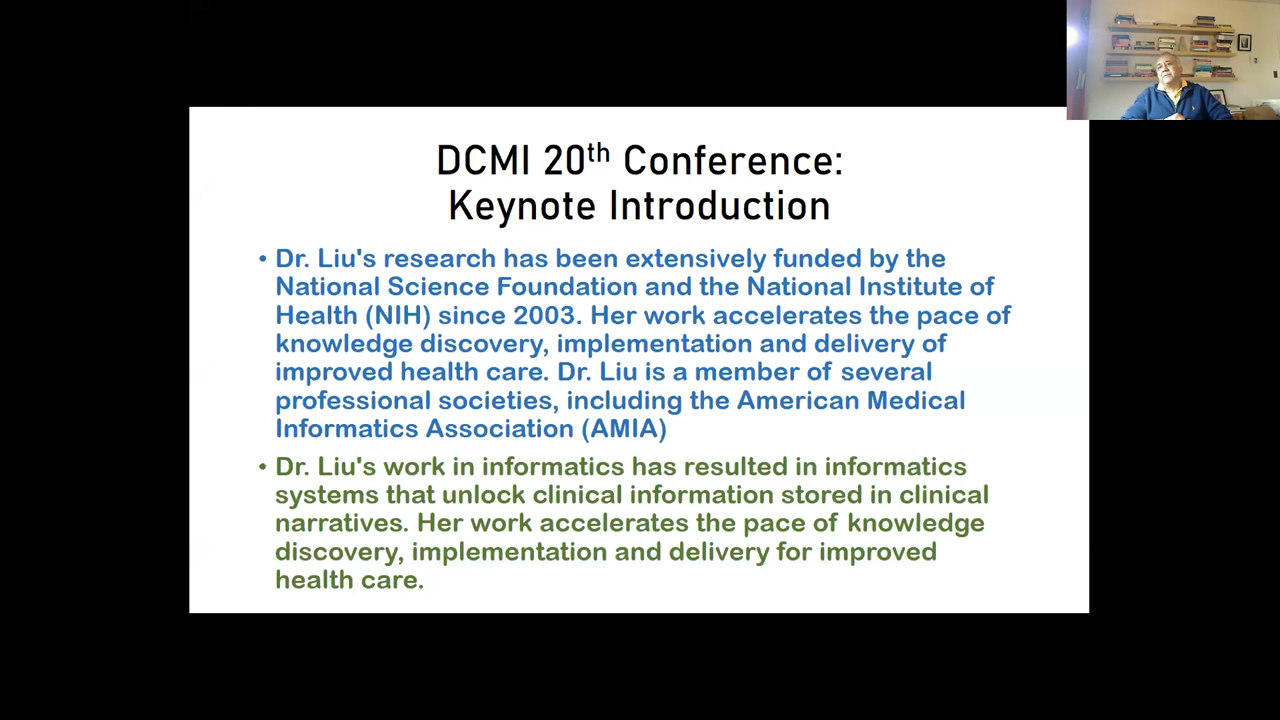 DCMI 20th Conference:
Keynote Introduction
• Dr. Liu's research has been extensively funded by the
National Science Foundation and the National Institute of
Health (NIH) since 2003. Her work accelerates the pace of
knowledge discovery, implementation and delivery of
improved health care. Dr. Liu is a member of several
professional societies, including the American Medical
Informatics Association (AMIA)
• Dr. Liu's work in informatics has resulted in informatics
systems that unlock clinical information stored in clinical
narratives. Her work accelerates the pace of knowledge
discovery, implementation and delivery for improved
health care.